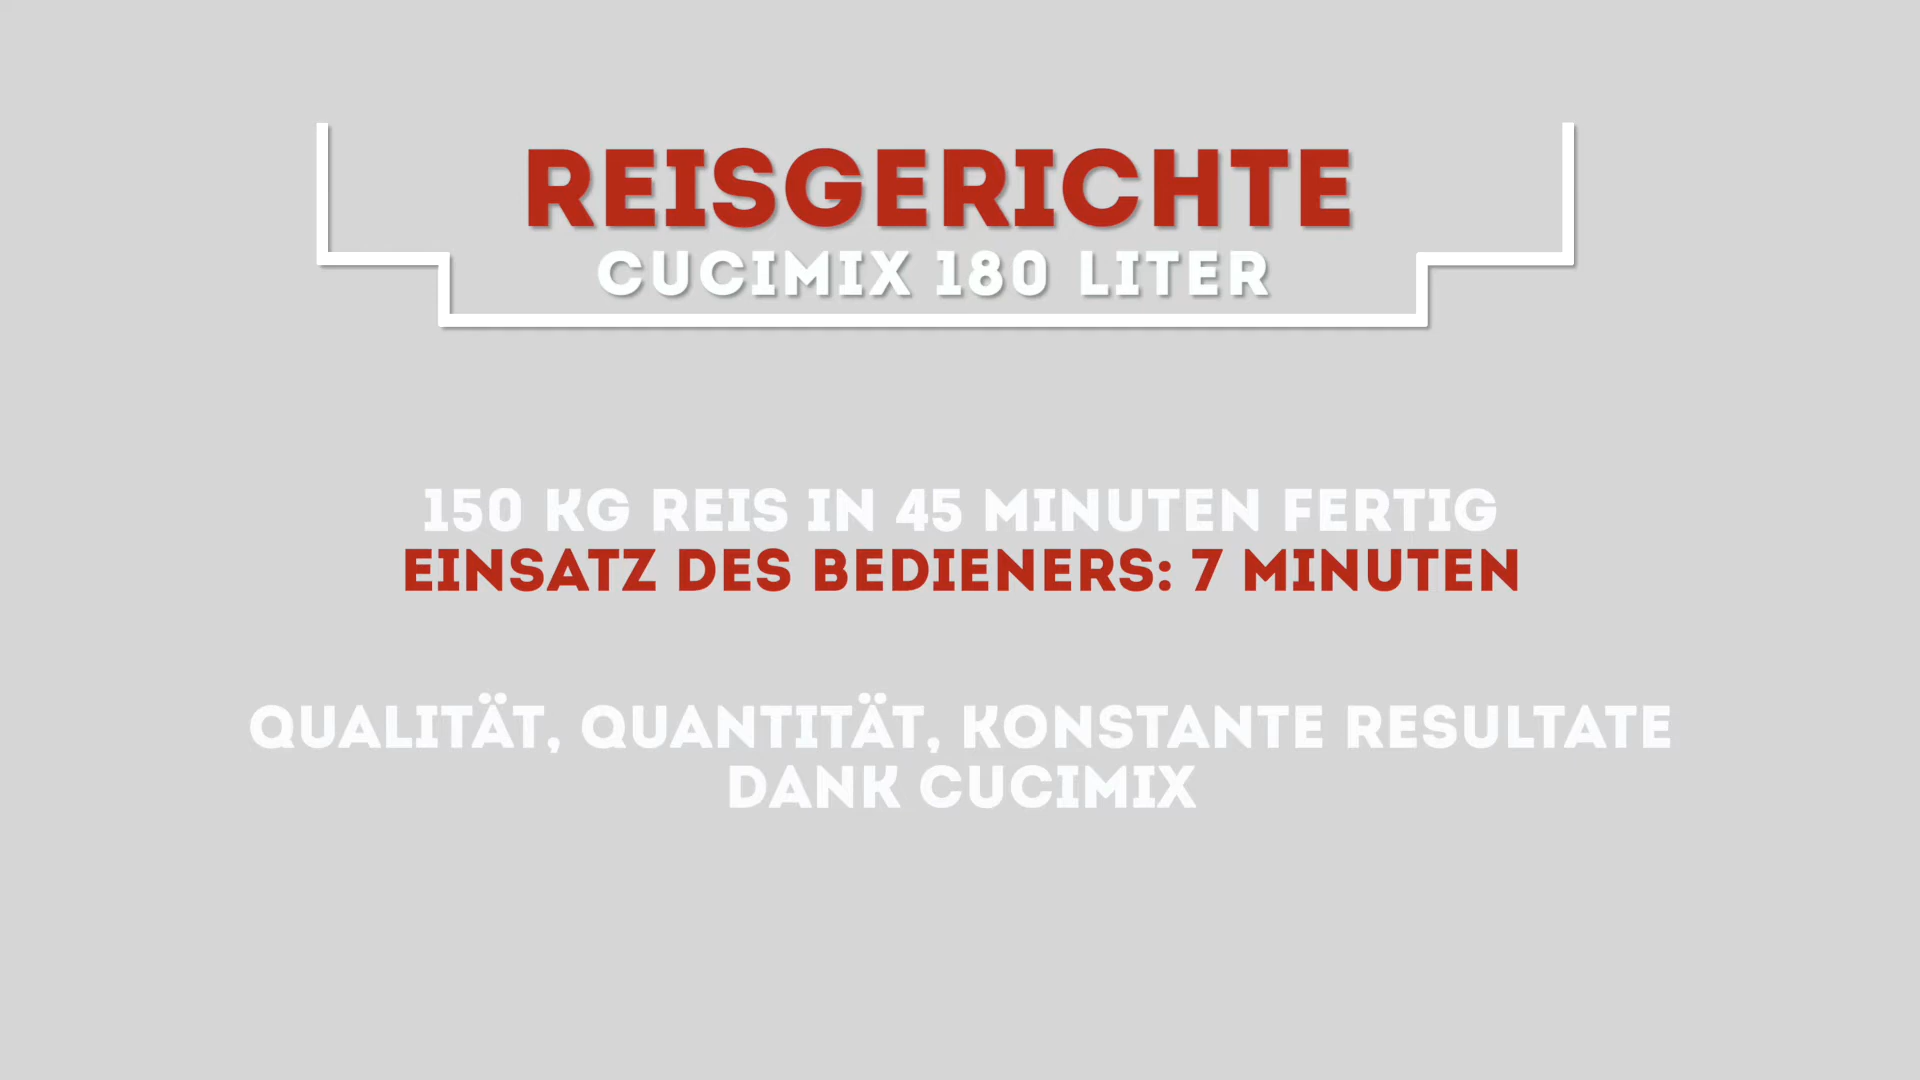 REISGERICHTE
CUCIMIX 180 LITER
150 KG REIS IN 45 MINUTEN FERTIG
EINSATZ DES BEDIENERS: 7 MINUTEN
QUALITÄT, QUANTITÄT, KONSTANTE RESULTATE
DANK CUCIMIX